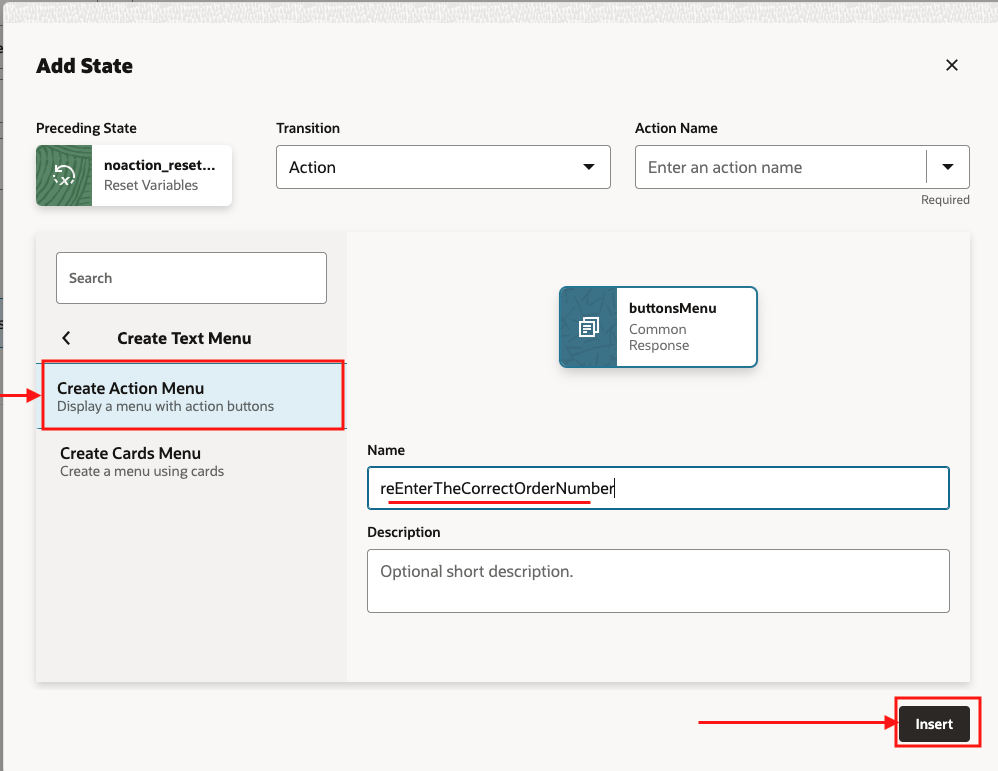 Add State
Preceding State
Transition
Action Name
noaction_reset...
Reset Variables
Action
Enter an action name
Required
Search
Create Text Menu
Create Action Menu
Display a menu with action buttons
Create Cards Menu
Create a menu using cards
buttonsMenu
Common
Response
Name
reEnterTheCorrectOrderNumber
Description
Optional short description.
Insert